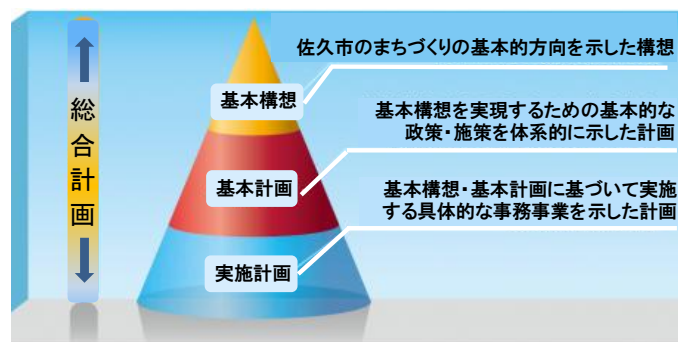 総合計画
佐久市のまちづくりの基本的方向を示した構想
基本構想
基本構想を実現するための基本的な
政策・施策を体系的に示した計画
基本計画
基本構想・基本計画に基づいて実施
する具体的な事務事業を示した計画
実施計画